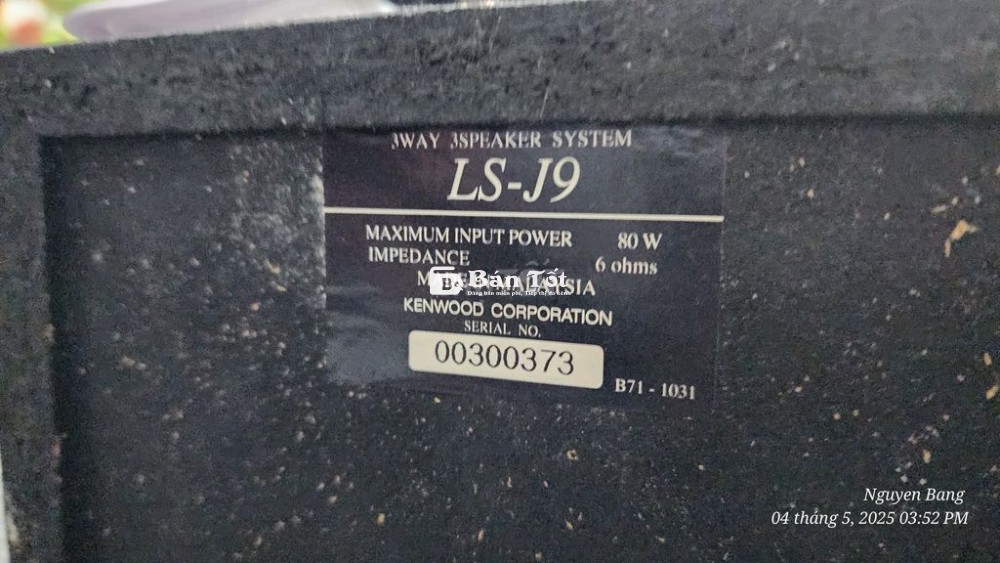 3WAY 3SPEAKER SYSTEM
LS-J9
MAXIMUM INPUT POWER 80 W
IMPEDANCE 6 ohms
Bán Tốt
KENWOOD CORPORATION
SERIAL NO.
00300373
B71 - 1031
Nguyen Bang
04 tháng 5, 2025 03:52 PM